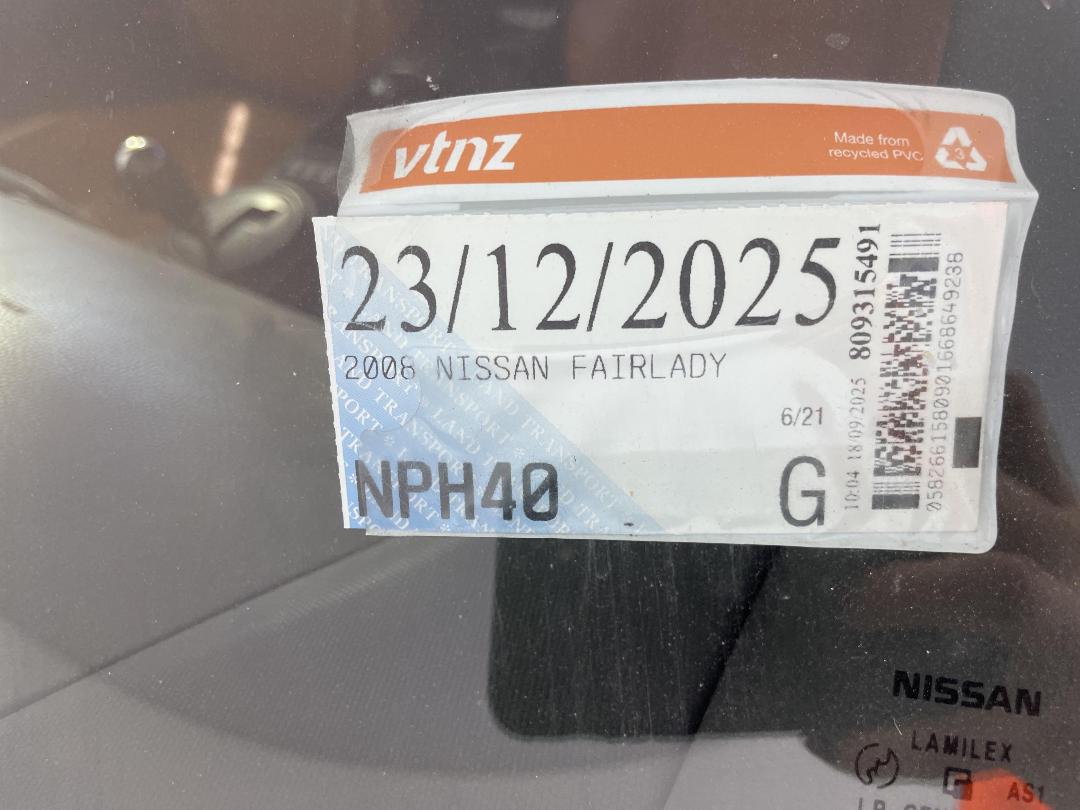 vtnz
Made from
recycled PVC
3
23/12/2025
2008 NISSAN FAIRLADY
6/21
NPH40
G
809315491
10:04 18/09/2025
NISSAN
LAMILEX
AS1